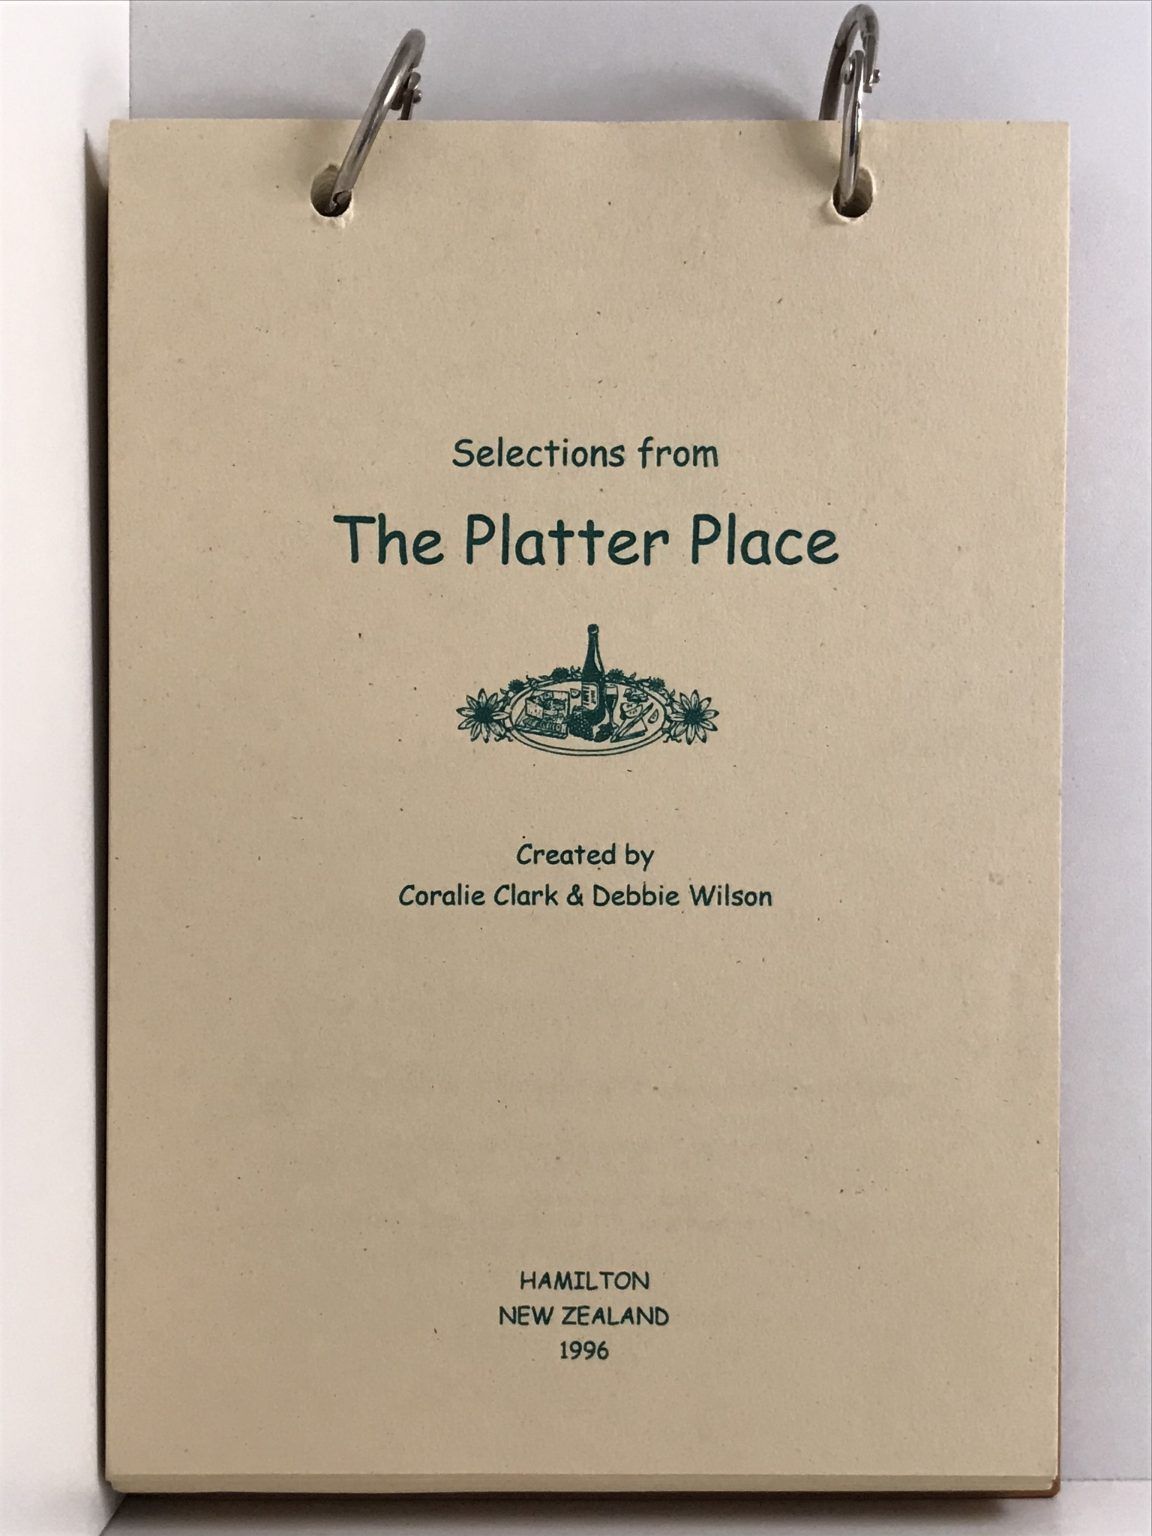 Selections from
The Platter Place
Created by
Coralie Clark & Debbie Wilson
HAMILTON
NEW ZEALAND
1996